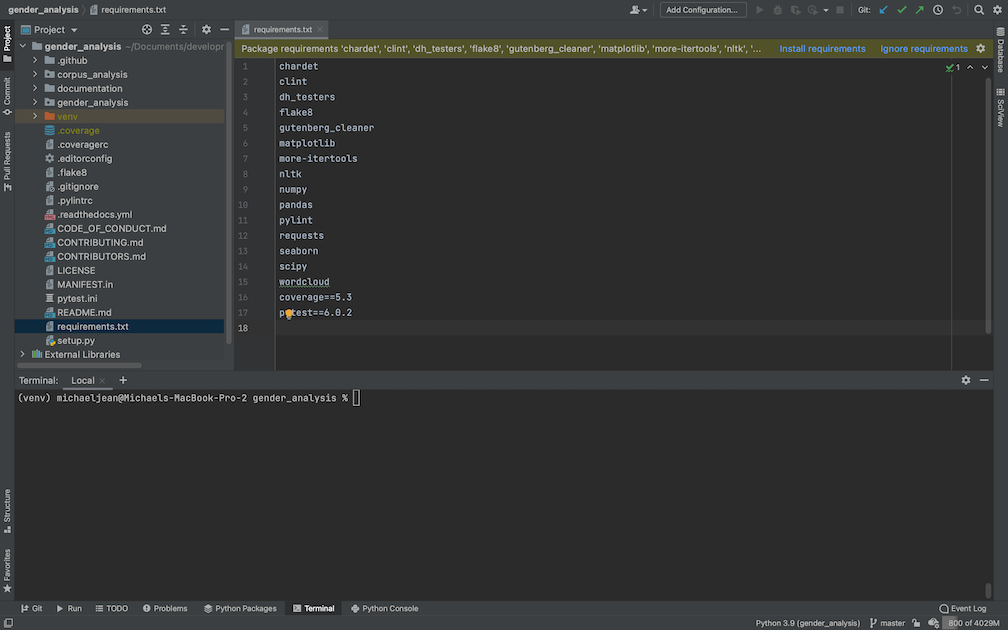 gender_analysis requirements.txt Add Configuration... Git:
Project requirements.txt
Package requirements 'chardet', 'clint', 'dh_testers', 'flake8', 'gutenberg_cleaner', 'matplotlib', 'more-itertools', 'nltk', '... Install requirements Ignore requirements
gender_analysis ~/Documents/developr
.github
corpus_analysis
documentation
gender_analysis
venv
.coverage
.coveragerc
.editorconfig
.flake8
.gitignore
.pylintrc
.readthedocs.yml
CODE_OF_CONDUCT.md
CONTRIBUTING.md
CONTRIBUTORS.md
LICENSE
MANIFEST.in
pytest.ini
README.md
requirements.txt
setup.py
External Libraries
1 chardet
2 clint
3 dh_testers
4 flake8
5 gutenberg_cleaner
6 matplotlib
7 more-itertools
8 nltk
9 numpy
10 pandas
11 pylint
12 requests
13 seaborn
14 scipy
15 wordcloud
16 coverage==5.3
17 pytest==6.0.2
18
1
Project
Commit
Pull Requests
Structure
Favorites
Database
SciView
Terminal: Local +
(venv) michaeljean@Michaels-MacBook-Pro-2 gender_analysis %
Git Run TODO Problems Python Packages Terminal Python Console Event Log
Python 3.9 (gender_analysis) master 800 of 4029M